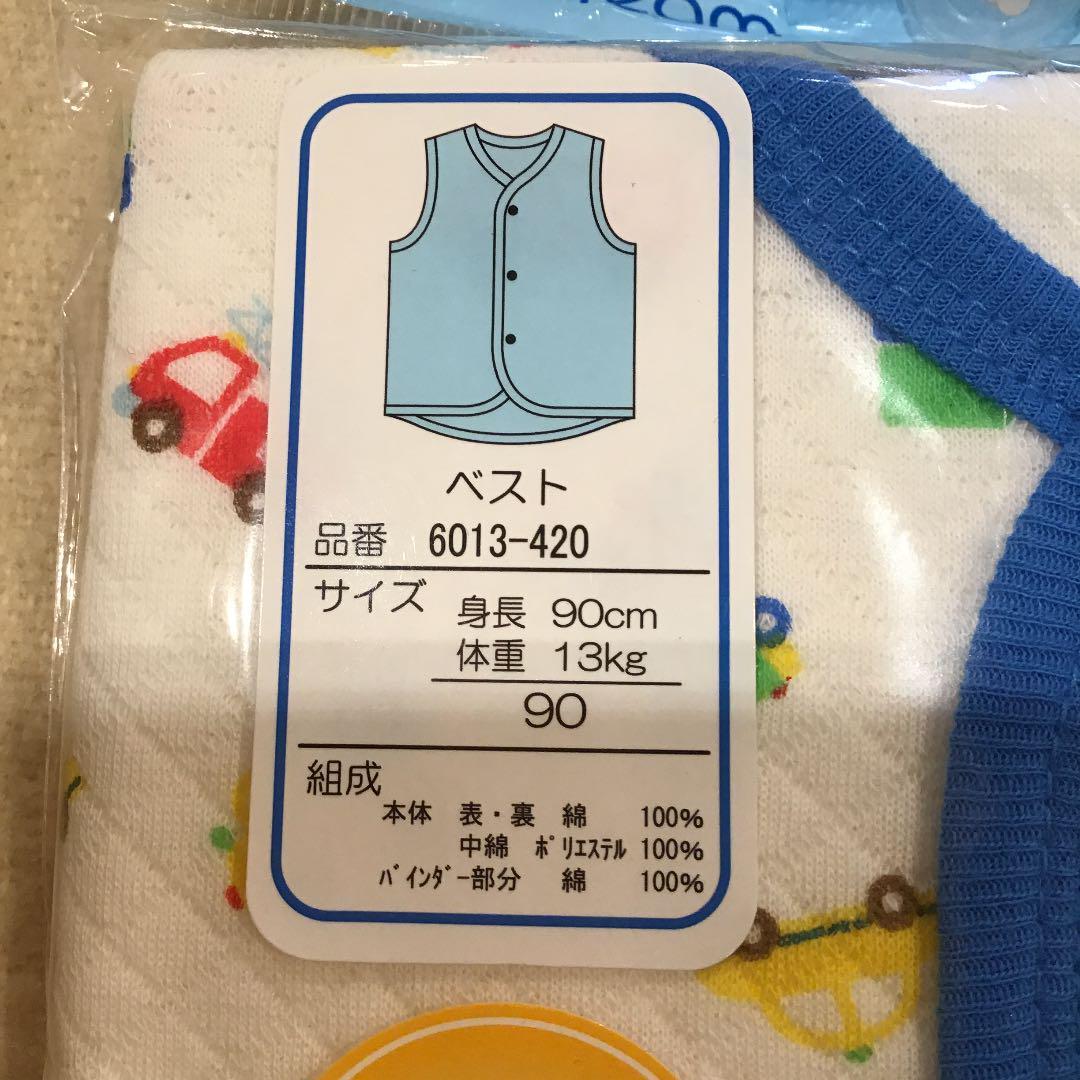 ベスト
品番 6013-420
サイズ 身長 90cm
体重 13kg
90
組成
本体 表・裏 綿 100%
中綿 ﾎﾟﾘｴｽﾃﾙ 100%
ﾊﾞｲﾝﾀﾞｰ部分 綿 100%